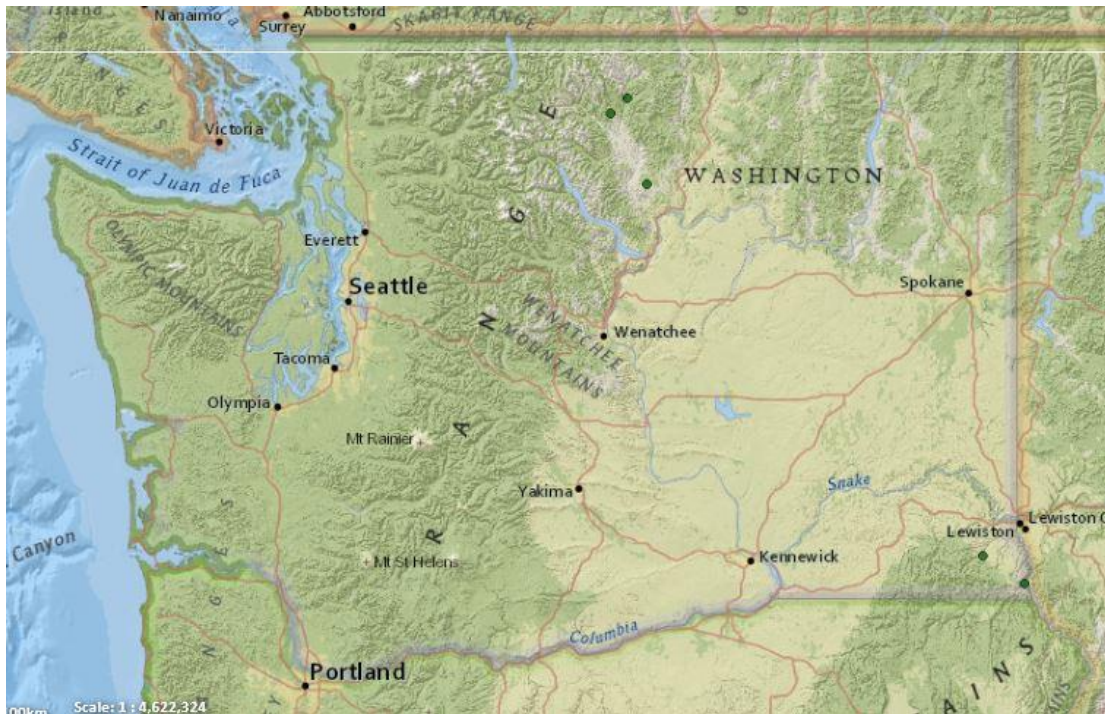 Island
Nanaimo
Abbotsford
Surrey
SKAGIT RANGE
Victoria
Strait of Juan de Fuca
WASHINGTON
OLYMPIC MOUNTAINS
Everett
Seattle
Spokane
WENATCHEE
MOUNTAINS
Wenatchee
Tacoma
Olympia
Mt Rainier
Yakima
Snake
Lewiston
Lewiston O
Canyon
Mt St Helens
Kennewick
Columbia
Portland
R A N G E
A I N S
00km
Scale: 1 : 4,622,324